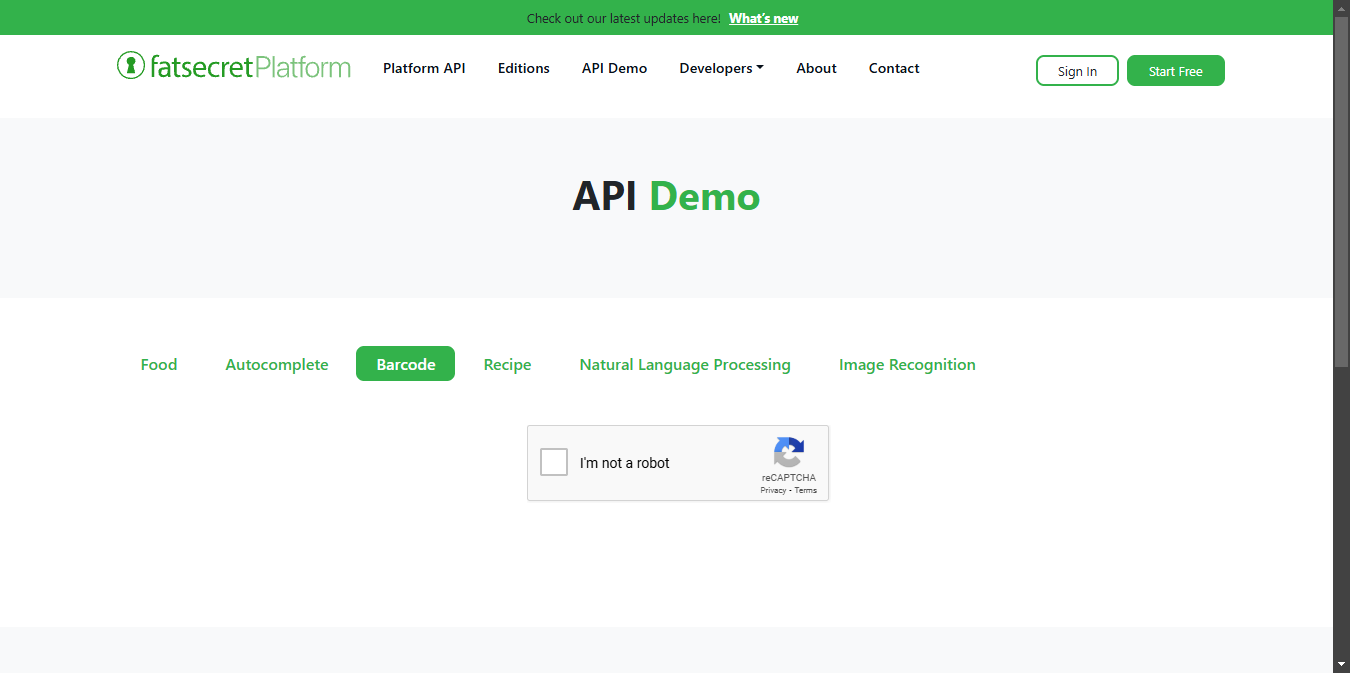 Check out our latest updates here! What's new
fatsecretPlatform Platform API Editions API Demo Developers About Contact Sign In Start Free
API Demo
Food Autocomplete Barcode Recipe Natural Language Processing Image Recognition
I'm not a robot
reCAPTCHA
Privacy - Terms